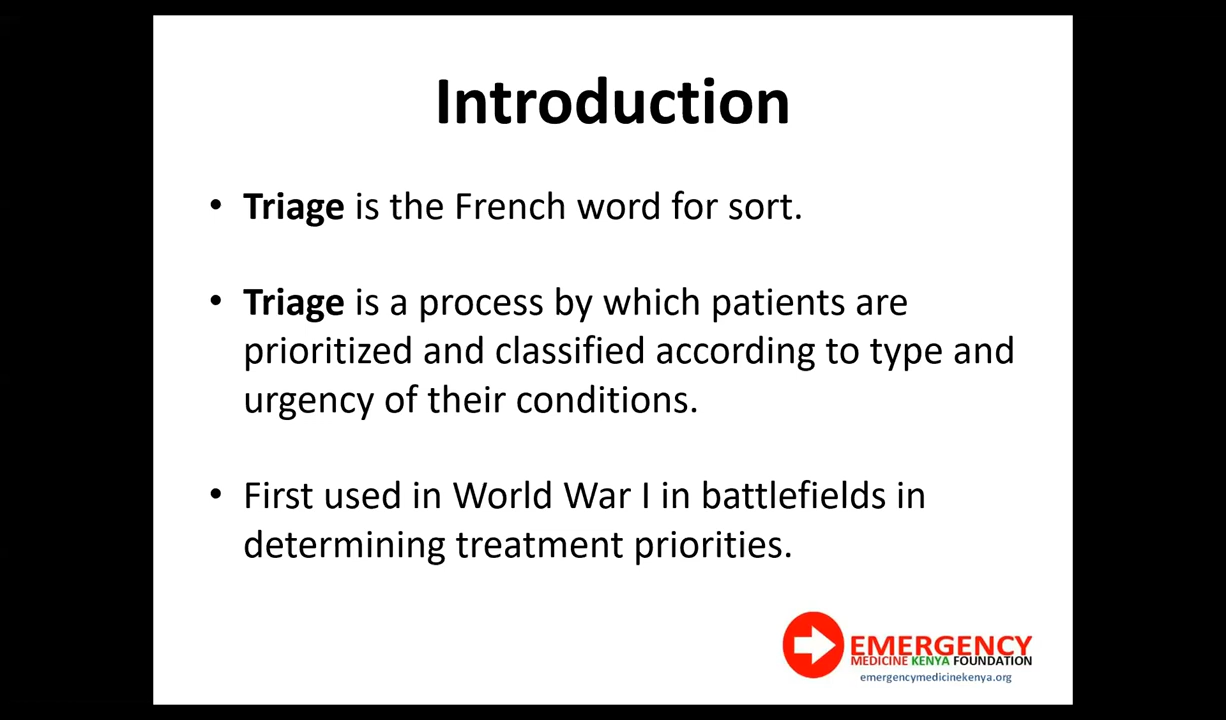 Introduction
• Triage is the French word for sort.
• Triage is a process by which patients are
prioritized and classified according to type and
urgency of their conditions.
• First used in World War I in battlefields in
determining treatment priorities.
EMERGENCY
MEDICINE KENYA FOUNDATION
emergencymedicinekenya.org